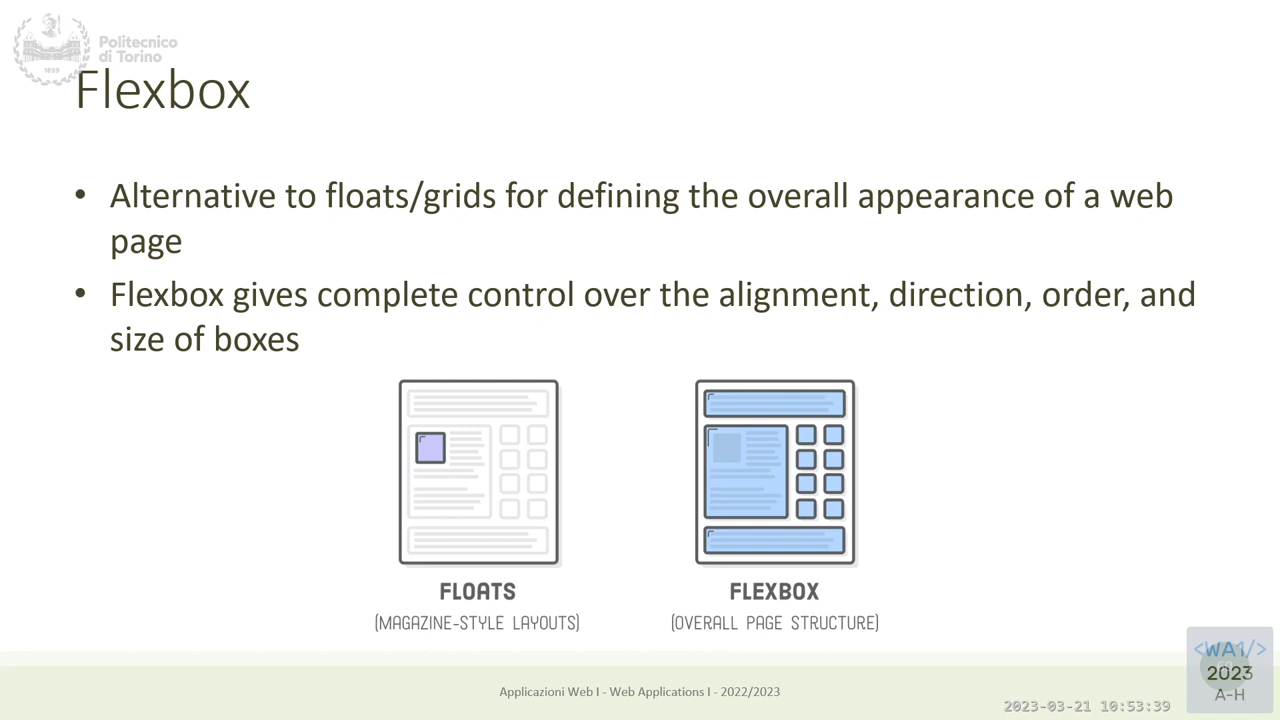 Politecnico
di Torino
1859
Flexbox
• Alternative to floats/grids for defining the overall appearance of a web
page
• Flexbox gives complete control over the alignment, direction, order, and
size of boxes
FLOATS
(MAGAZINE-STYLE LAYOUTS)
FLEXBOX
(OVERALL PAGE STRUCTURE)
Applicazioni Web I - Web Applications I - 2022/2023
2023-03-21 10:53:39
<WA1/>
2023
A-H